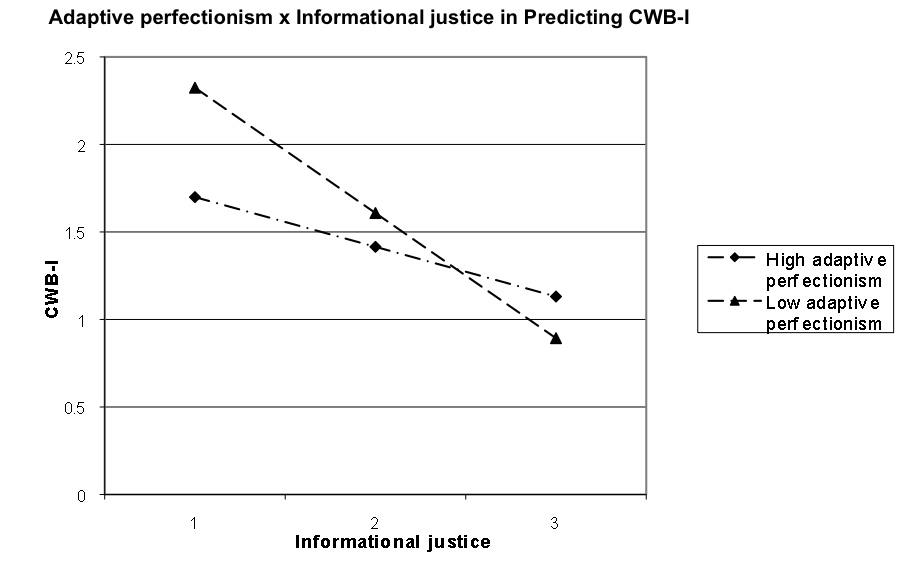 Adaptive perfectionism x Informational justice in Predicting CWB-I
2.5
2
1.5
1
0.5
0
CWB-I
1 2 3
Informational justice
High adaptive
perfectionism
Low adaptive
perfectionism